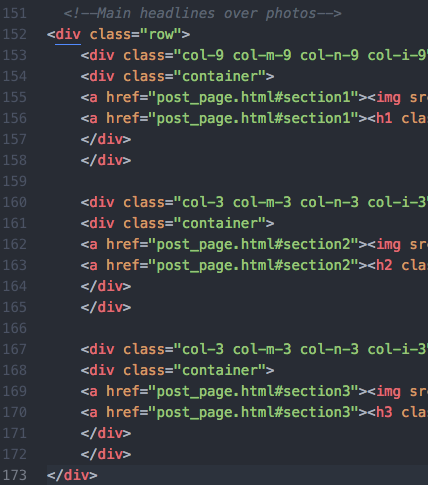 151 <!--Main headlines over photos-->
152 <div class="row">
153 <div class="col-9 col-m-9 col-n-9 col-i-9"
154 <div class="container">
155 <a href="post_page.html#section1"><img sr
156 <a href="post_page.html#section1"><h1 cla
157 </div>
158 </div>
159
160 <div class="col-3 col-m-3 col-n-3 col-i-3"
161 <div class="container">
162 <a href="post_page.html#section2"><img sr
163 <a href="post_page.html#section2"><h2 cla
164 </div>
165 </div>
166
167 <div class="col-3 col-m-3 col-n-3 col-i-3"
168 <div class="container">
169 <a href="post_page.html#section3"><img sr
170 <a href="post_page.html#section3"><h3 cla
171 </div>
172 </div>
173 </div>